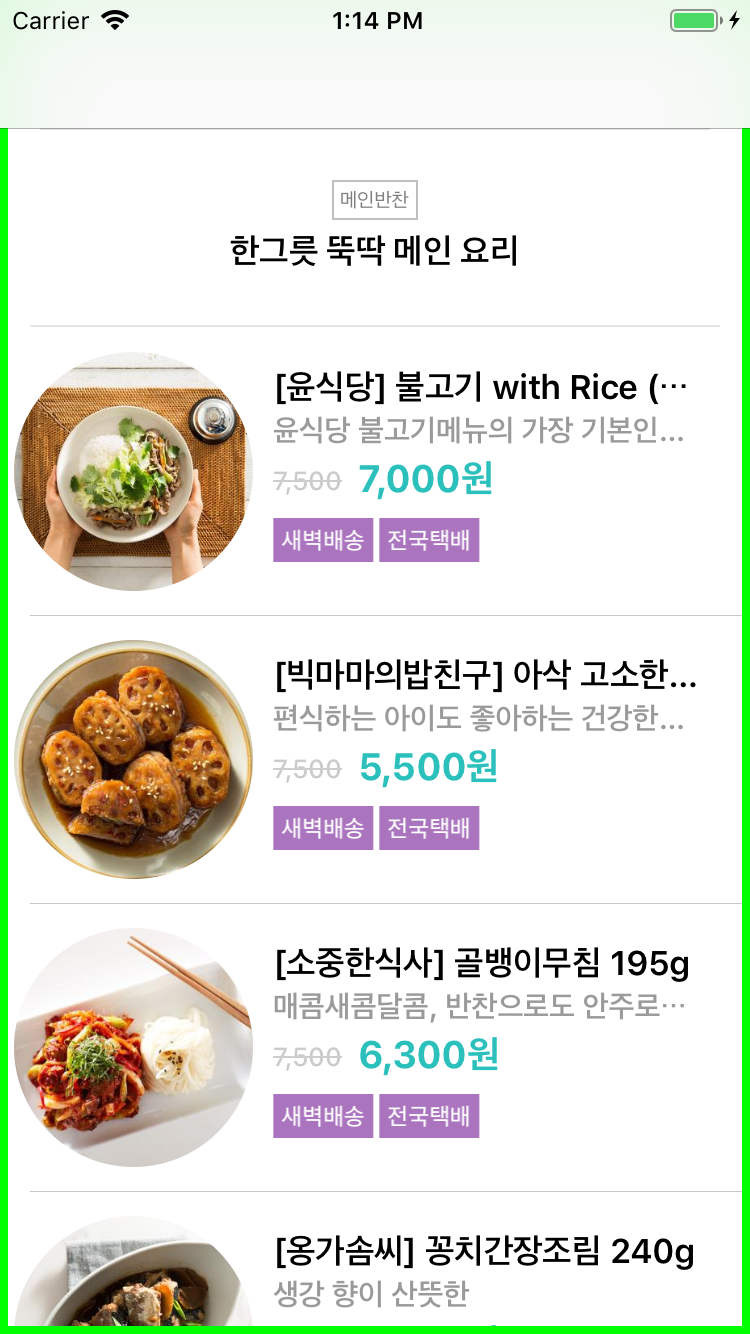 Carrier 1:14 PM
메인반찬
한그릇 뚝딱 메인 요리
[윤식당] 불고기 with Rice (…
윤식당 불고기메뉴의 가장 기본인…
7,500 7,000원
새벽배송 전국택배
[빅마마의밥친구] 아삭 고소한…
편식하는 아이도 좋아하는 건강한…
7,500 5,500원
새벽배송 전국택배
[소중한식사] 골뱅이무침 195g
매콤새콤달콤, 반찬으로도 안주로…
7,500 6,300원
새벽배송 전국택배
[옹가솜씨] 꽁치간장조림 240g
생강 향이 산뜻한